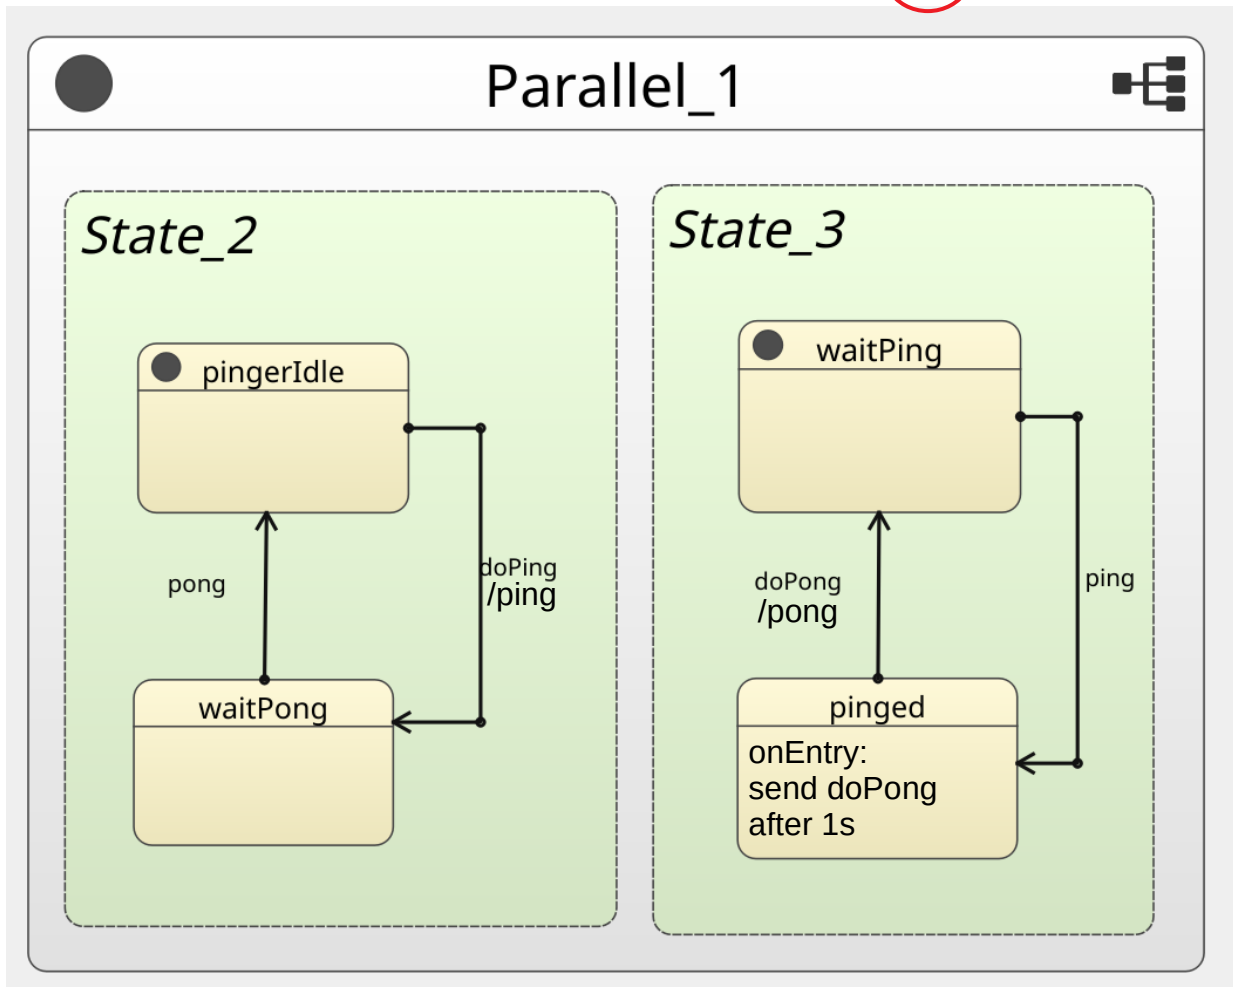 Parallel_1
State_2
pingerIdle
pong
doPing
/ping
waitPong
State_3
waitPing
doPong
/pong
ping
pinged
onEntry:
send doPong
after 1s